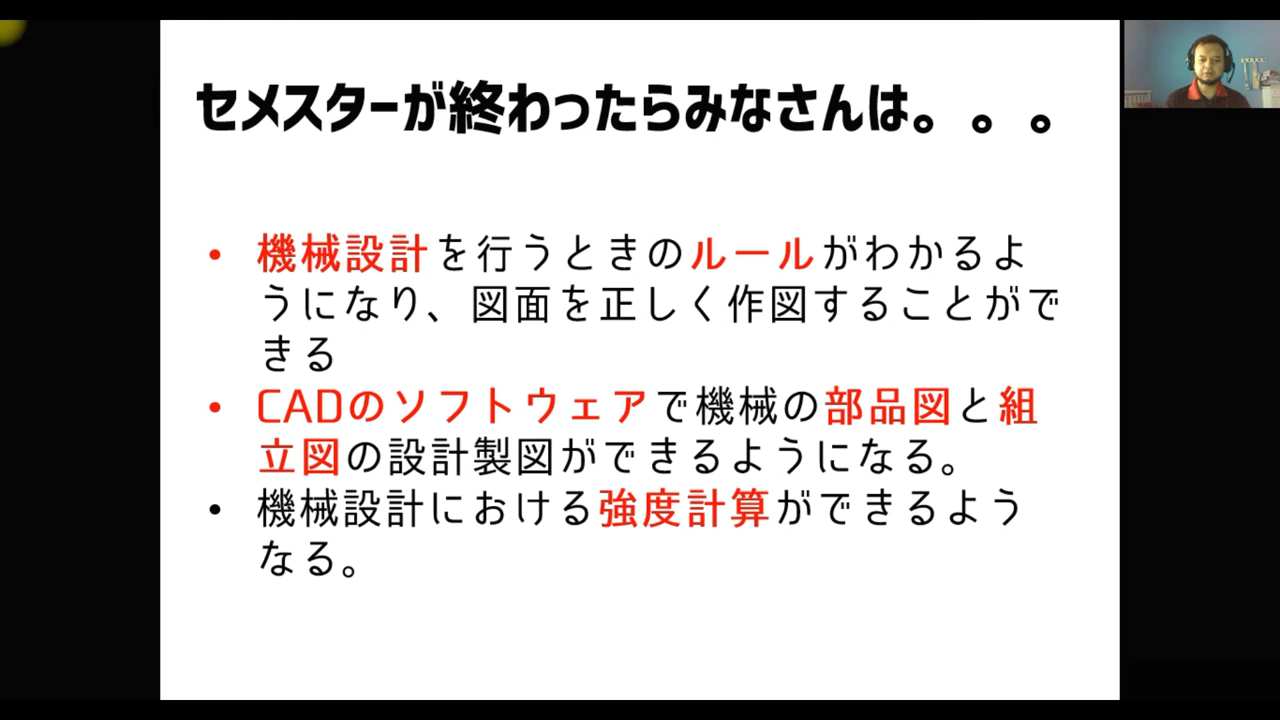 セメスターが終わったらみなさんは。。。
• 機械設計を行うときのルールがわかるよ
うになり、図面を正しく作図することがで
きる
• CADのソフトウェアで機械の部品図と組
立図の設計製図ができるようになる。
• 機械設計における強度計算ができるよう
なる。